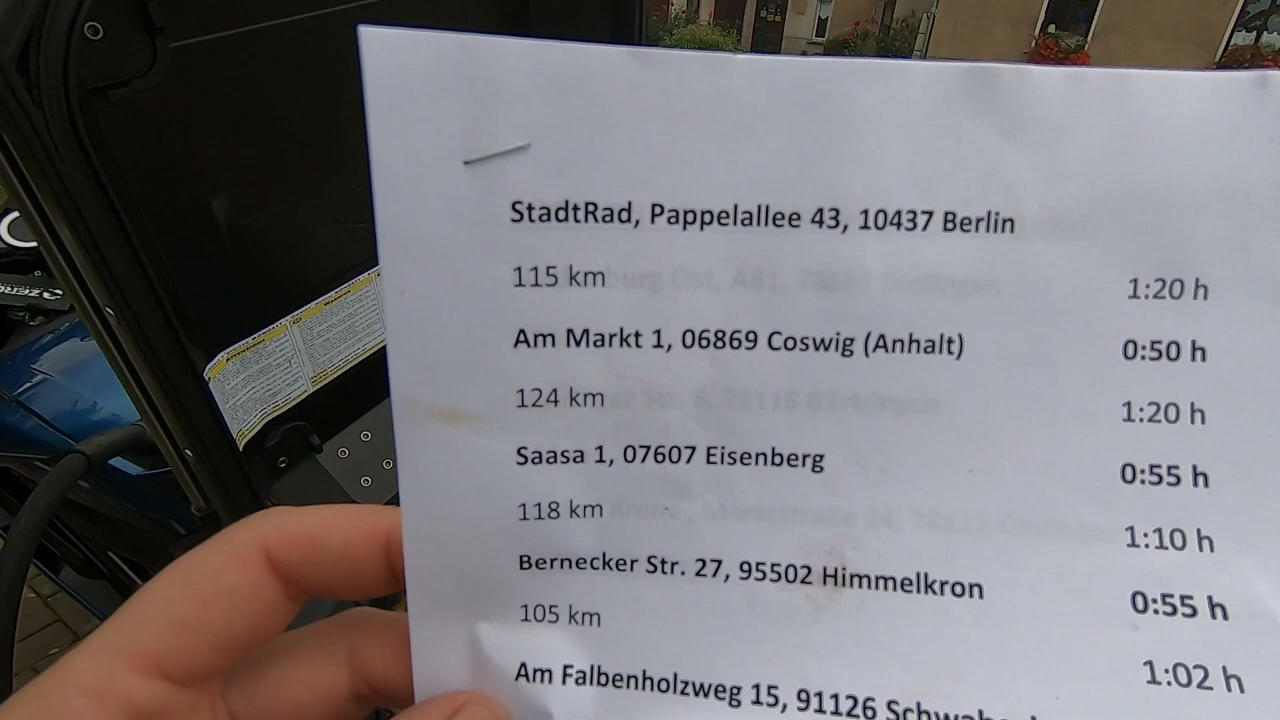 StadtRad, Pappelallee 43, 10437 Berlin
115 km 1:20 h
Am Markt 1, 06869 Coswig (Anhalt) 0:50 h
124 km 1:20 h
Saasa 1, 07607 Eisenberg 0:55 h
118 km 1:10 h
Bernecker Str. 27, 95502 Himmelkron 0:55 h
105 km 1:02 h
Am Falbenholzweg 15, 91126
ZERO